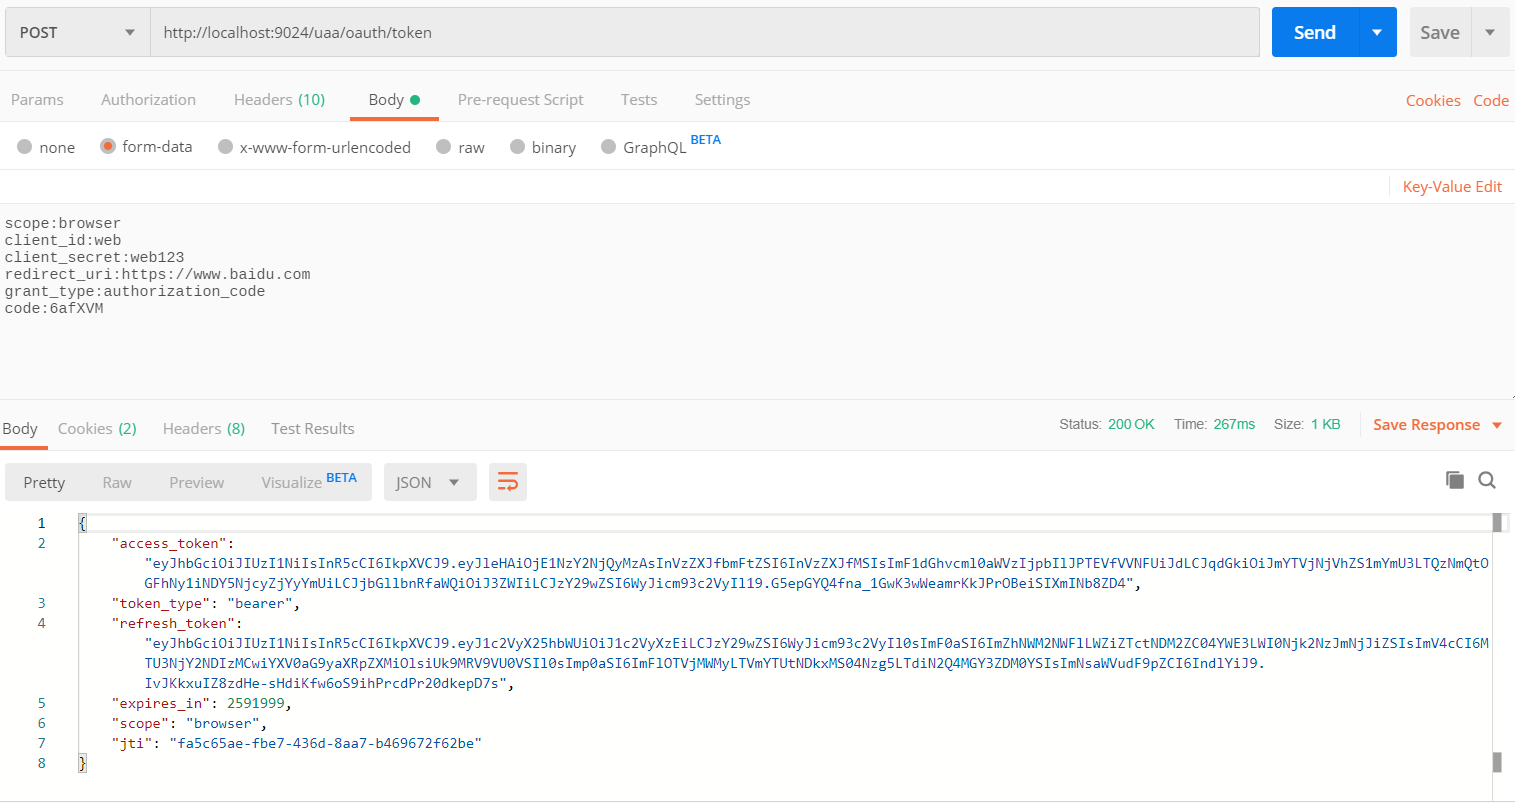 POST http://localhost:9024/uaa/oauth/token Send Save
Params Authorization Headers (10) Body Pre-request Script Tests Settings Cookies Code
none form-data x-www-form-urlencoded raw binary GraphQL BETA
Key-Value Edit
scope:browser
client_id:web
client_secret:web123
redirect_uri:https://www.baidu.com
grant_type:authorization_code
code:6afXVM
Body Cookies (2) Headers (8) Test Results Status: 200 OK Time: 267ms Size: 1 KB Save Response
Pretty Raw Preview Visualize BETA JSON
1 {
2 "access_token":
"eyJhbGciOiJIUzI1NiIsInR5cCI6IkpXVCJ9.eyJleHAiOjE1NzY2NjQyMzAsInVzZXJfbmFtZSI6InVzZXJfMSIsImF1dGhvcml0aWVzIjpbIlJPTEVfVVNFUiJdLCJqdGkiOiJmYTVjNjVhZS1mYmU3LTQzNmQtO
GFhNy1iNDY5NjcyZjYyYmUiLCJjbGllbnRfaWQiOiJ3ZWIiLCJzY29wZSI6WyJicm93c2VyIl19.G5epGYQ4fna_1GwK3wWeamrKkJPrOBeiSIXmINb8ZD4",
3 "token_type": "bearer",
4 "refresh_token":
"eyJhbGciOiJIUzI1NiIsInR5cCI6IkpXVCJ9.eyJ1c2VyX25hbWUiOiJ1c2VyXzEiLCJzY29wZSI6WyJicm93c2VyIl0sImF0aSI6ImZhNWM2NWFlLWZiZTctNDM2ZC04YWE3LWI0Njk2NzJmNjJiZSIsImV4cCI6M
TU3NjY2NDIzMCwiYXV0aG9yaXRpZXMiOlsiUk9MRV9VU0VSIl0sImp0aSI6ImFlOTVjMWMyLTVmYTUtNDkxMS04Nzg5LTdiN2Q4MGY3ZDM0YSIsImNsaWVudF9pZCI6IndlYiJ9.
IvJKkxuIZ8zdHe-sHdiKfw6oS9ihPrcdPr20dkepD7s",
5 "expires_in": 2591999,
6 "scope": "browser",
7 "jti": "fa5c65ae-fbe7-436d-8aa7-b469672f62be"
8 }